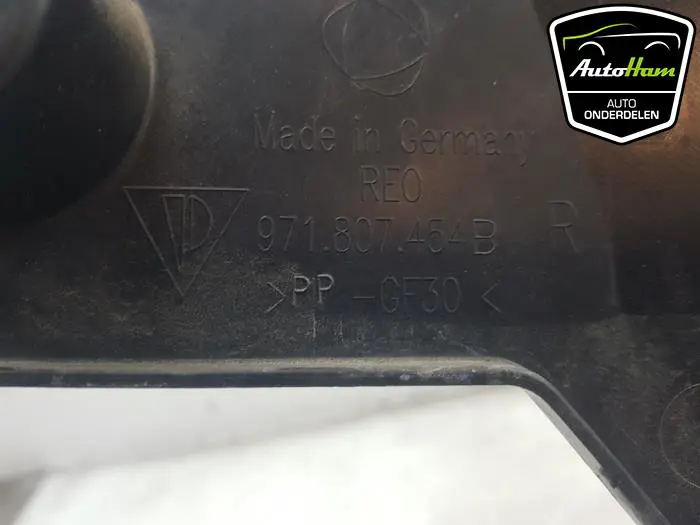 AutoHam
AUTO
ONDERDELEN
Made in Germany
REO
971.807.454B
R
>PP-GF30<